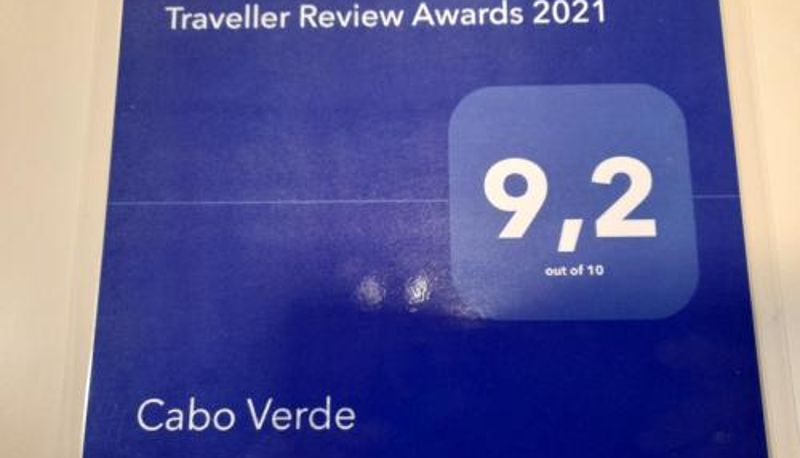 Traveller Review Awards 2021
9,2
out of 10
Cabo Verde